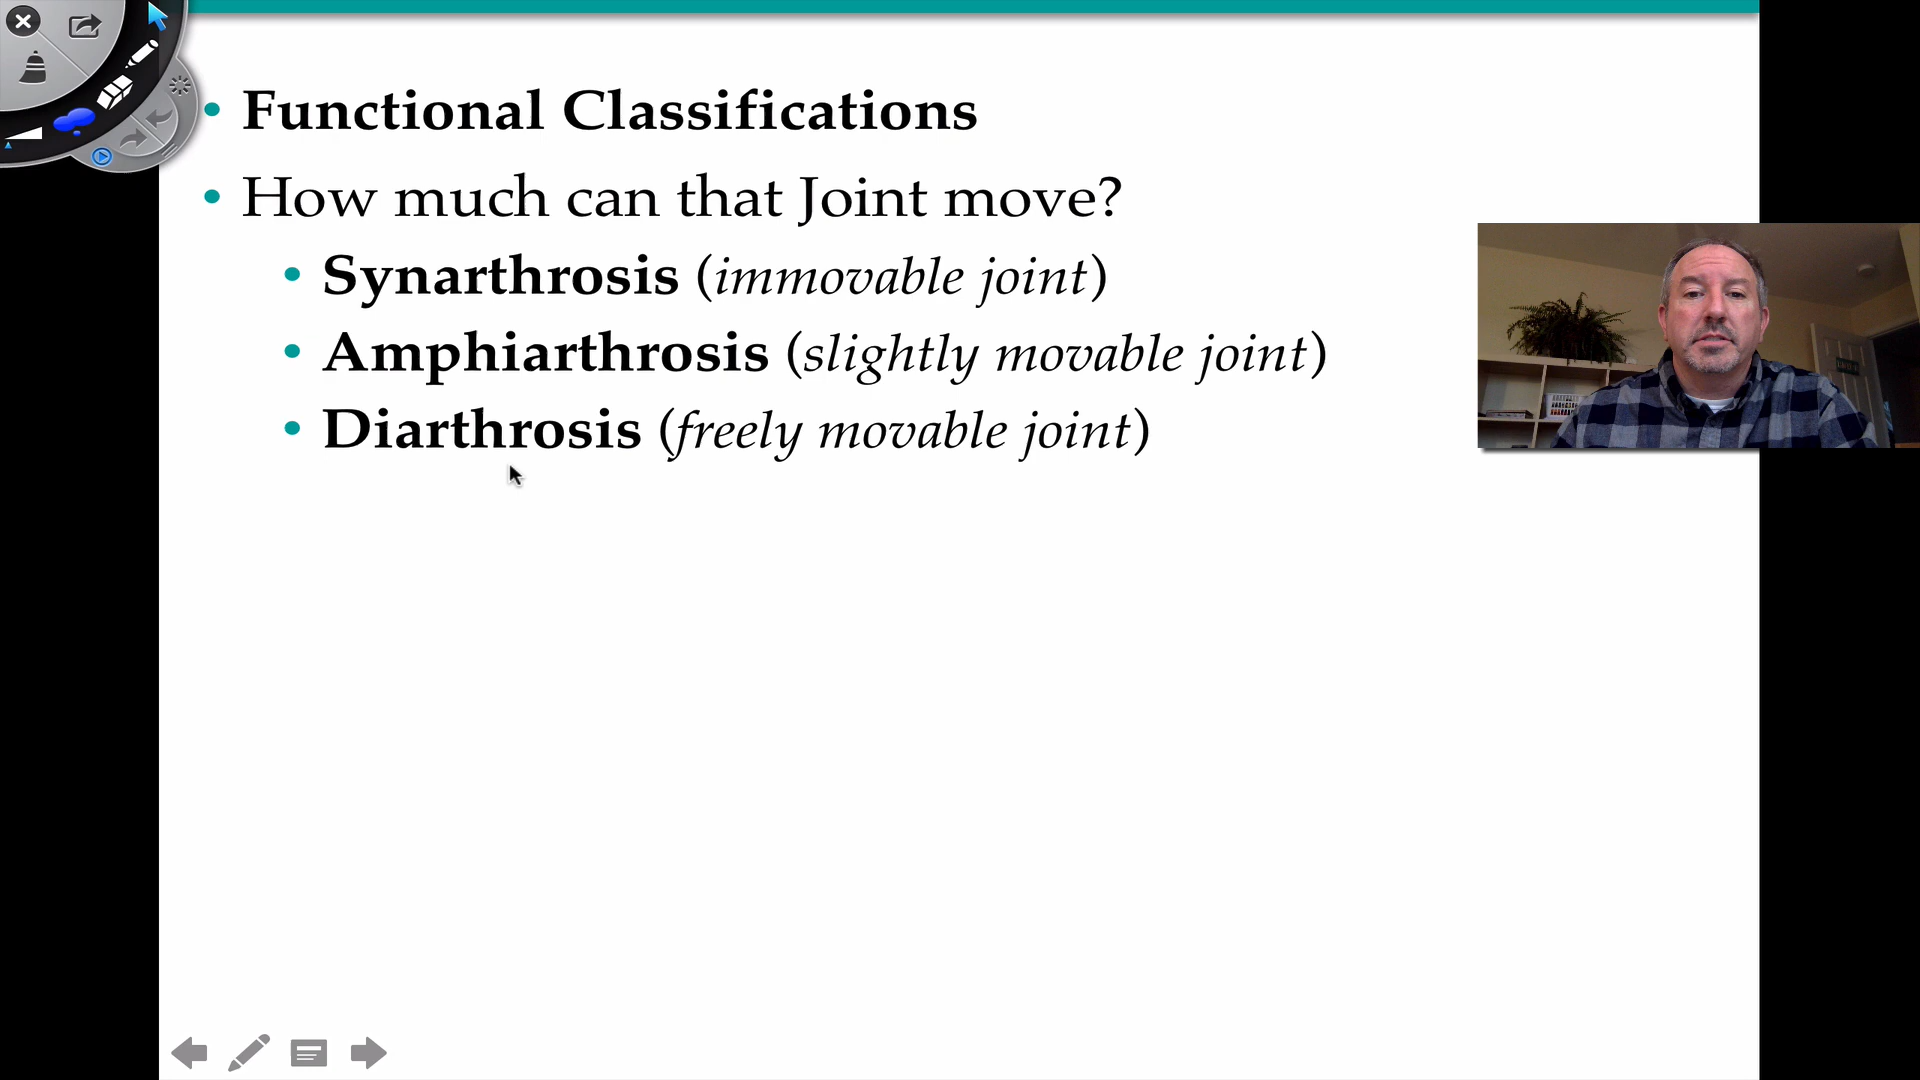 • Functional Classifications
• How much can that Joint move?
• Synarthrosis (immovable joint)
• Amphiarthrosis (slightly movable joint)
• Diarthrosis (freely movable joint)